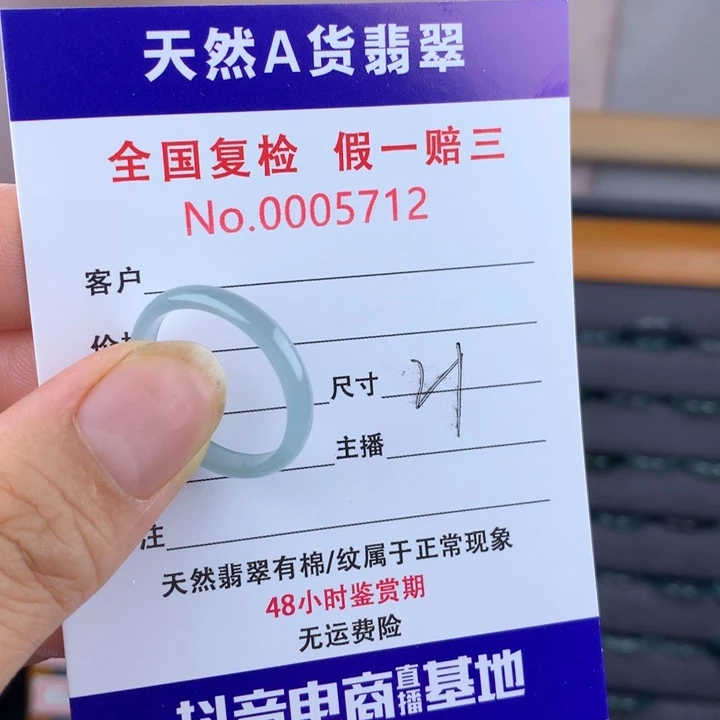 天然A货翡翠
全国复检 假一赔三
No.0005712
客户
尺寸 21
主播
注
天然翡翠有棉/纹属于正常现象
48小时鉴赏期
无运费险
抖音电商直播基地